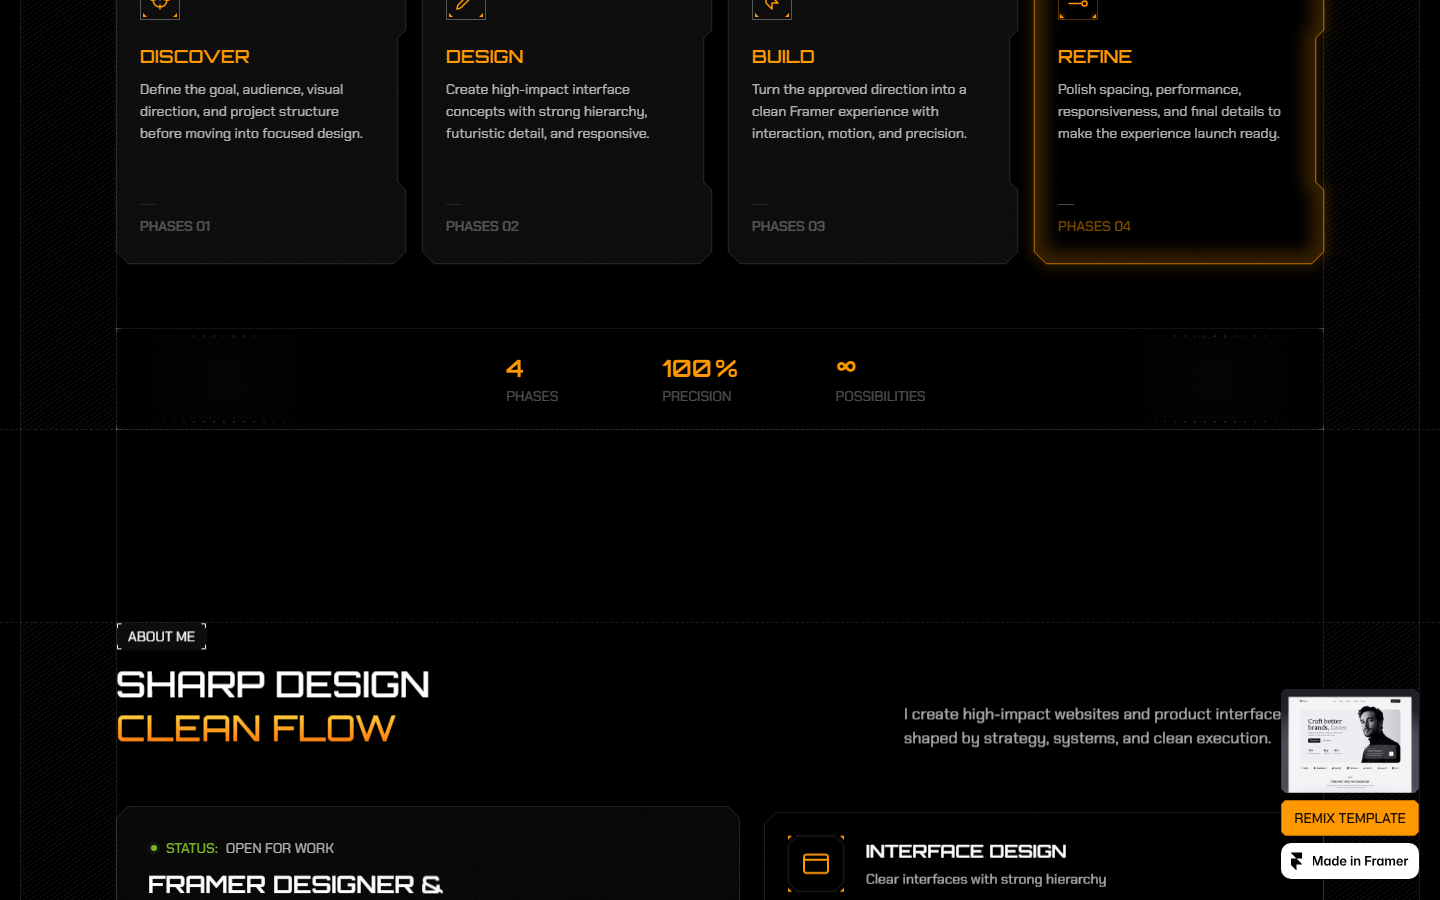 DISCOVER
Define the goal, audience, visual
direction, and project structure
before moving into focused design.
PHASES 01
DESIGN
Create high-impact interface
concepts with strong hierarchy,
futuristic detail, and responsive.
PHASES 02
BUILD
Turn the approved direction into a
clean Framer experience with
interaction, motion, and precision.
PHASES 03
REFINE
Polish spacing, performance,
responsiveness, and final details to
make the experience launch ready.
PHASES 04
4
PHASES
100%
PRECISION
∞
POSSIBILITIES
ABOUT ME
SHARP DESIGN
CLEAN FLOW
I create high-impact websites and product interface
shaped by strategy, systems, and clean execution.
STATUS: OPEN FOR WORK
FRAMER DESIGNER &
INTERFACE DESIGN
Clear interfaces with strong hierarchy
Craft better
brands, faster
REMIX TEMPLATE
Made in Framer